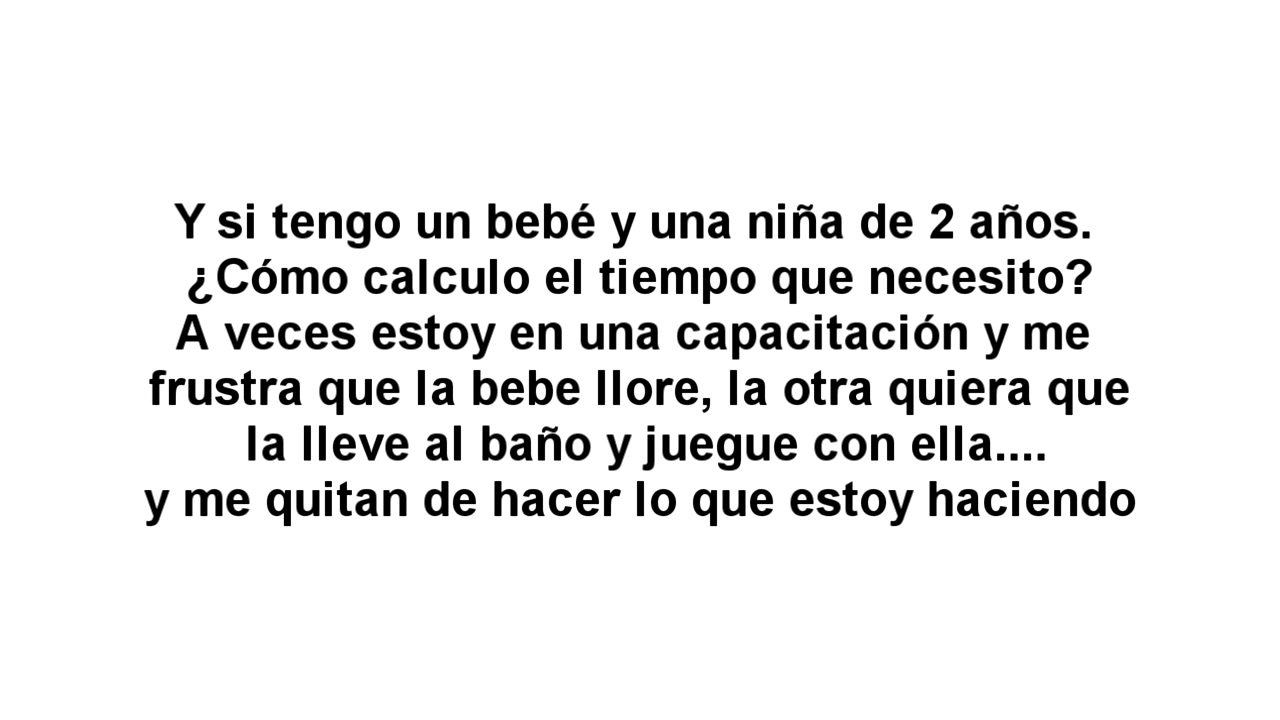 Y si tengo un bebé y una niña de 2 años.
¿Cómo calculo el tiempo que necesito?
A veces estoy en una capacitación y me
frustra que la bebe llore, la otra quiera que
la lleve al baño y juegue con ella....
y me quitan de hacer lo que estoy haciendo